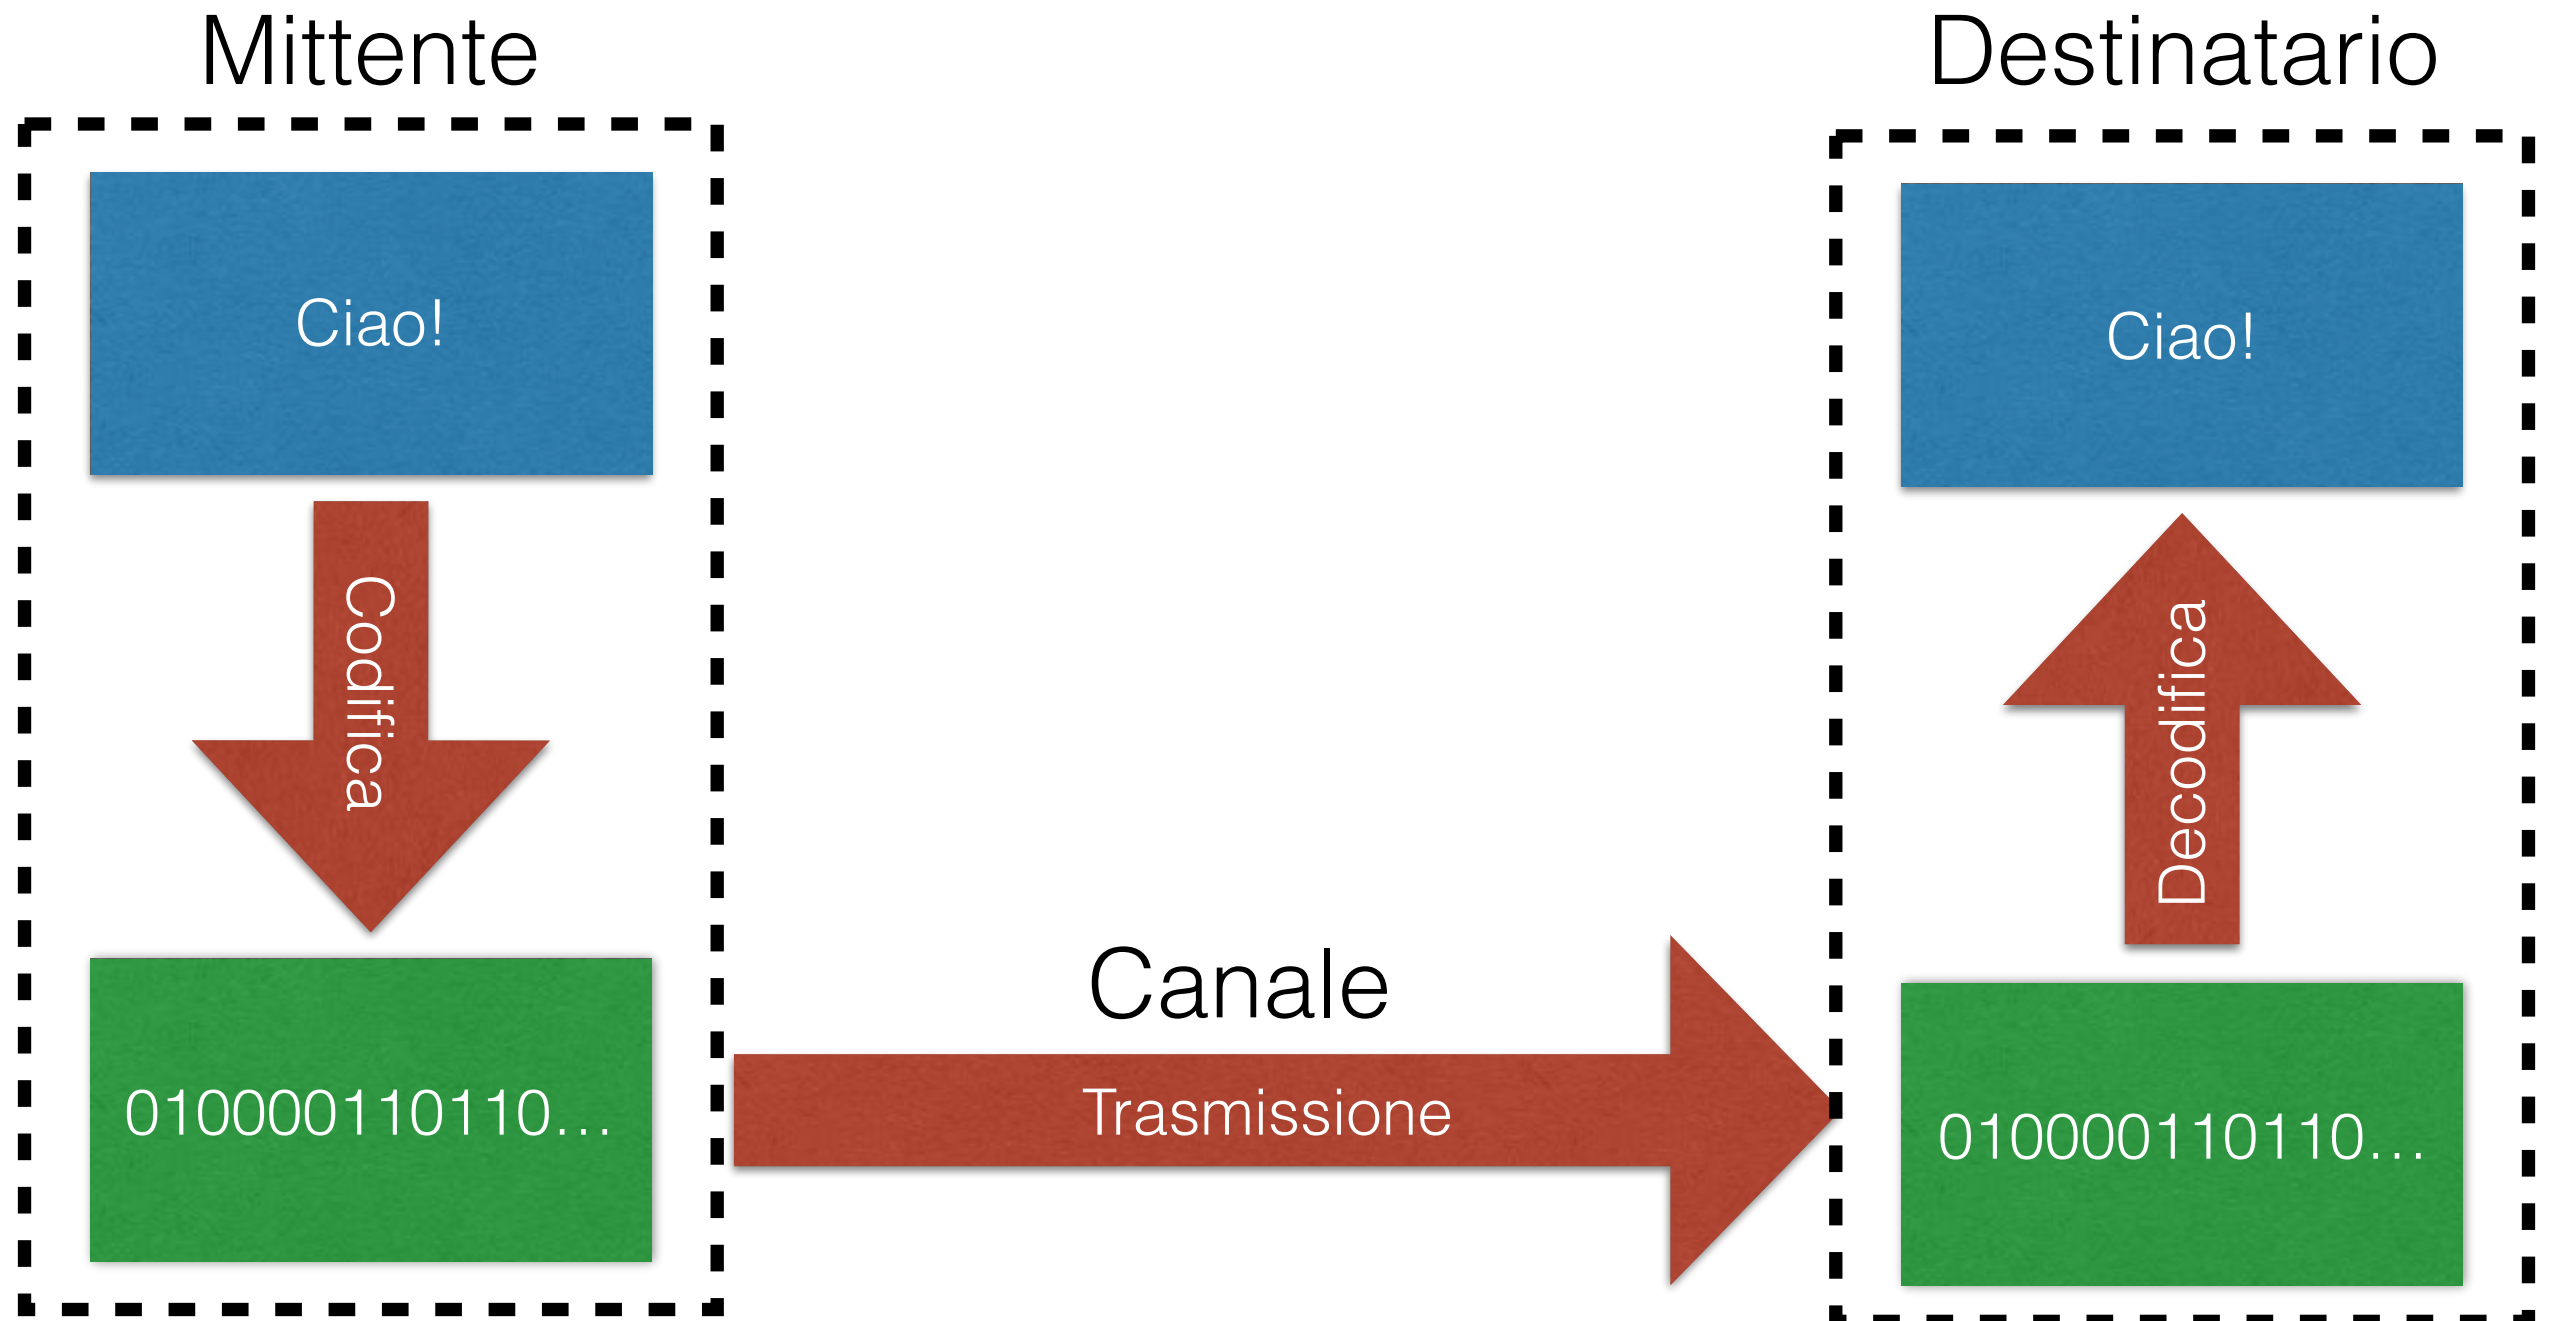 Mittente
Ciao!
Codifica
010000110110...
Canale
Trasmissione
Destinatario
Ciao!
Decodifica
010000110110...